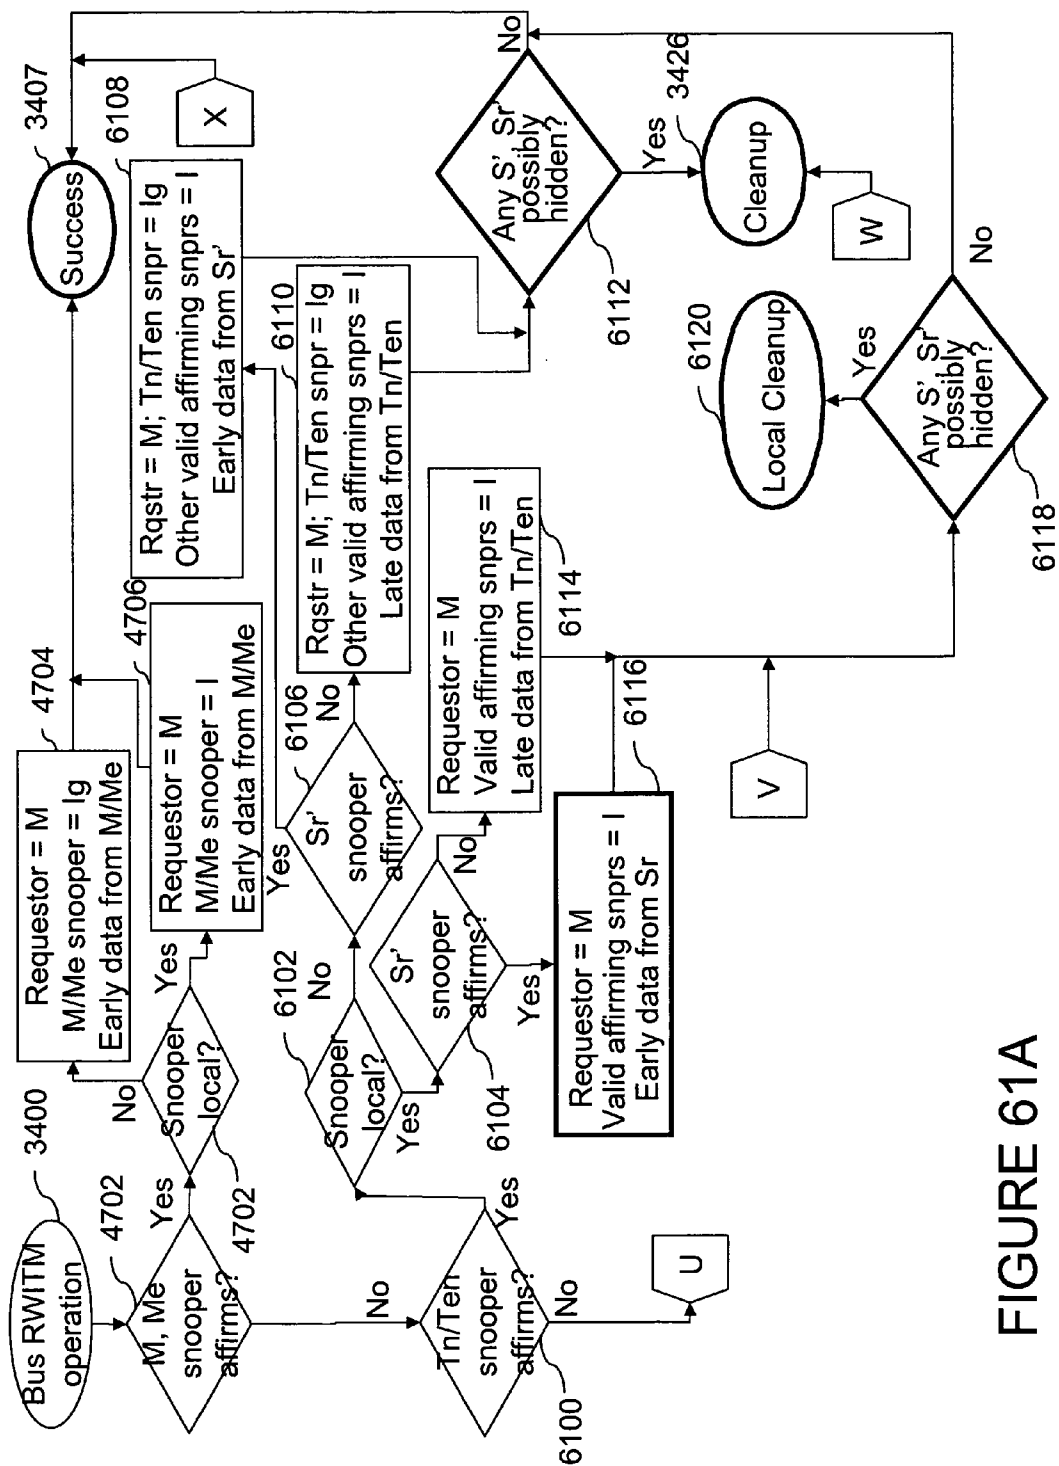 Bus RWITM
operation
3400
M, Me
snooper
affirms?
4702
Yes
No
Snooper
local?
4702
No
Yes
Requestor = M
M/Me snooper = Ig
Early data from M/Me
4704
Requestor = M
M/Me snooper = I
Early data from M/Me
4706
Success
3407
X
Tn/Ten
snooper
affirms?
6100
Yes
No
U
Snooper
local?
6102
No
Yes
Sr'
snooper
affirms?
6106
Yes
No
Rqstr = M; Tn/Ten snpr = Ig
Other valid affirming snprs = I
Early data from Sr'
6108
Rqstr = M; Tn/Ten snpr = Ig
Other valid affirming snprs = I
Late data from Tn/Ten
6110
Sr'
snooper
affirms?
6104
No
Yes
Requestor = M
Valid affirming snprs = I
Late data from Tn/Ten
6114
Requestor = M
Valid affirming snprs = I
Early data from Sr
6116
Any S' Sr'
possibly
hidden?
6112
No
Yes
Cleanup
3426
W
V
Any S' Sr'
possibly
hidden?
6118
Yes
No
Local Cleanup
6120
FIGURE 61A